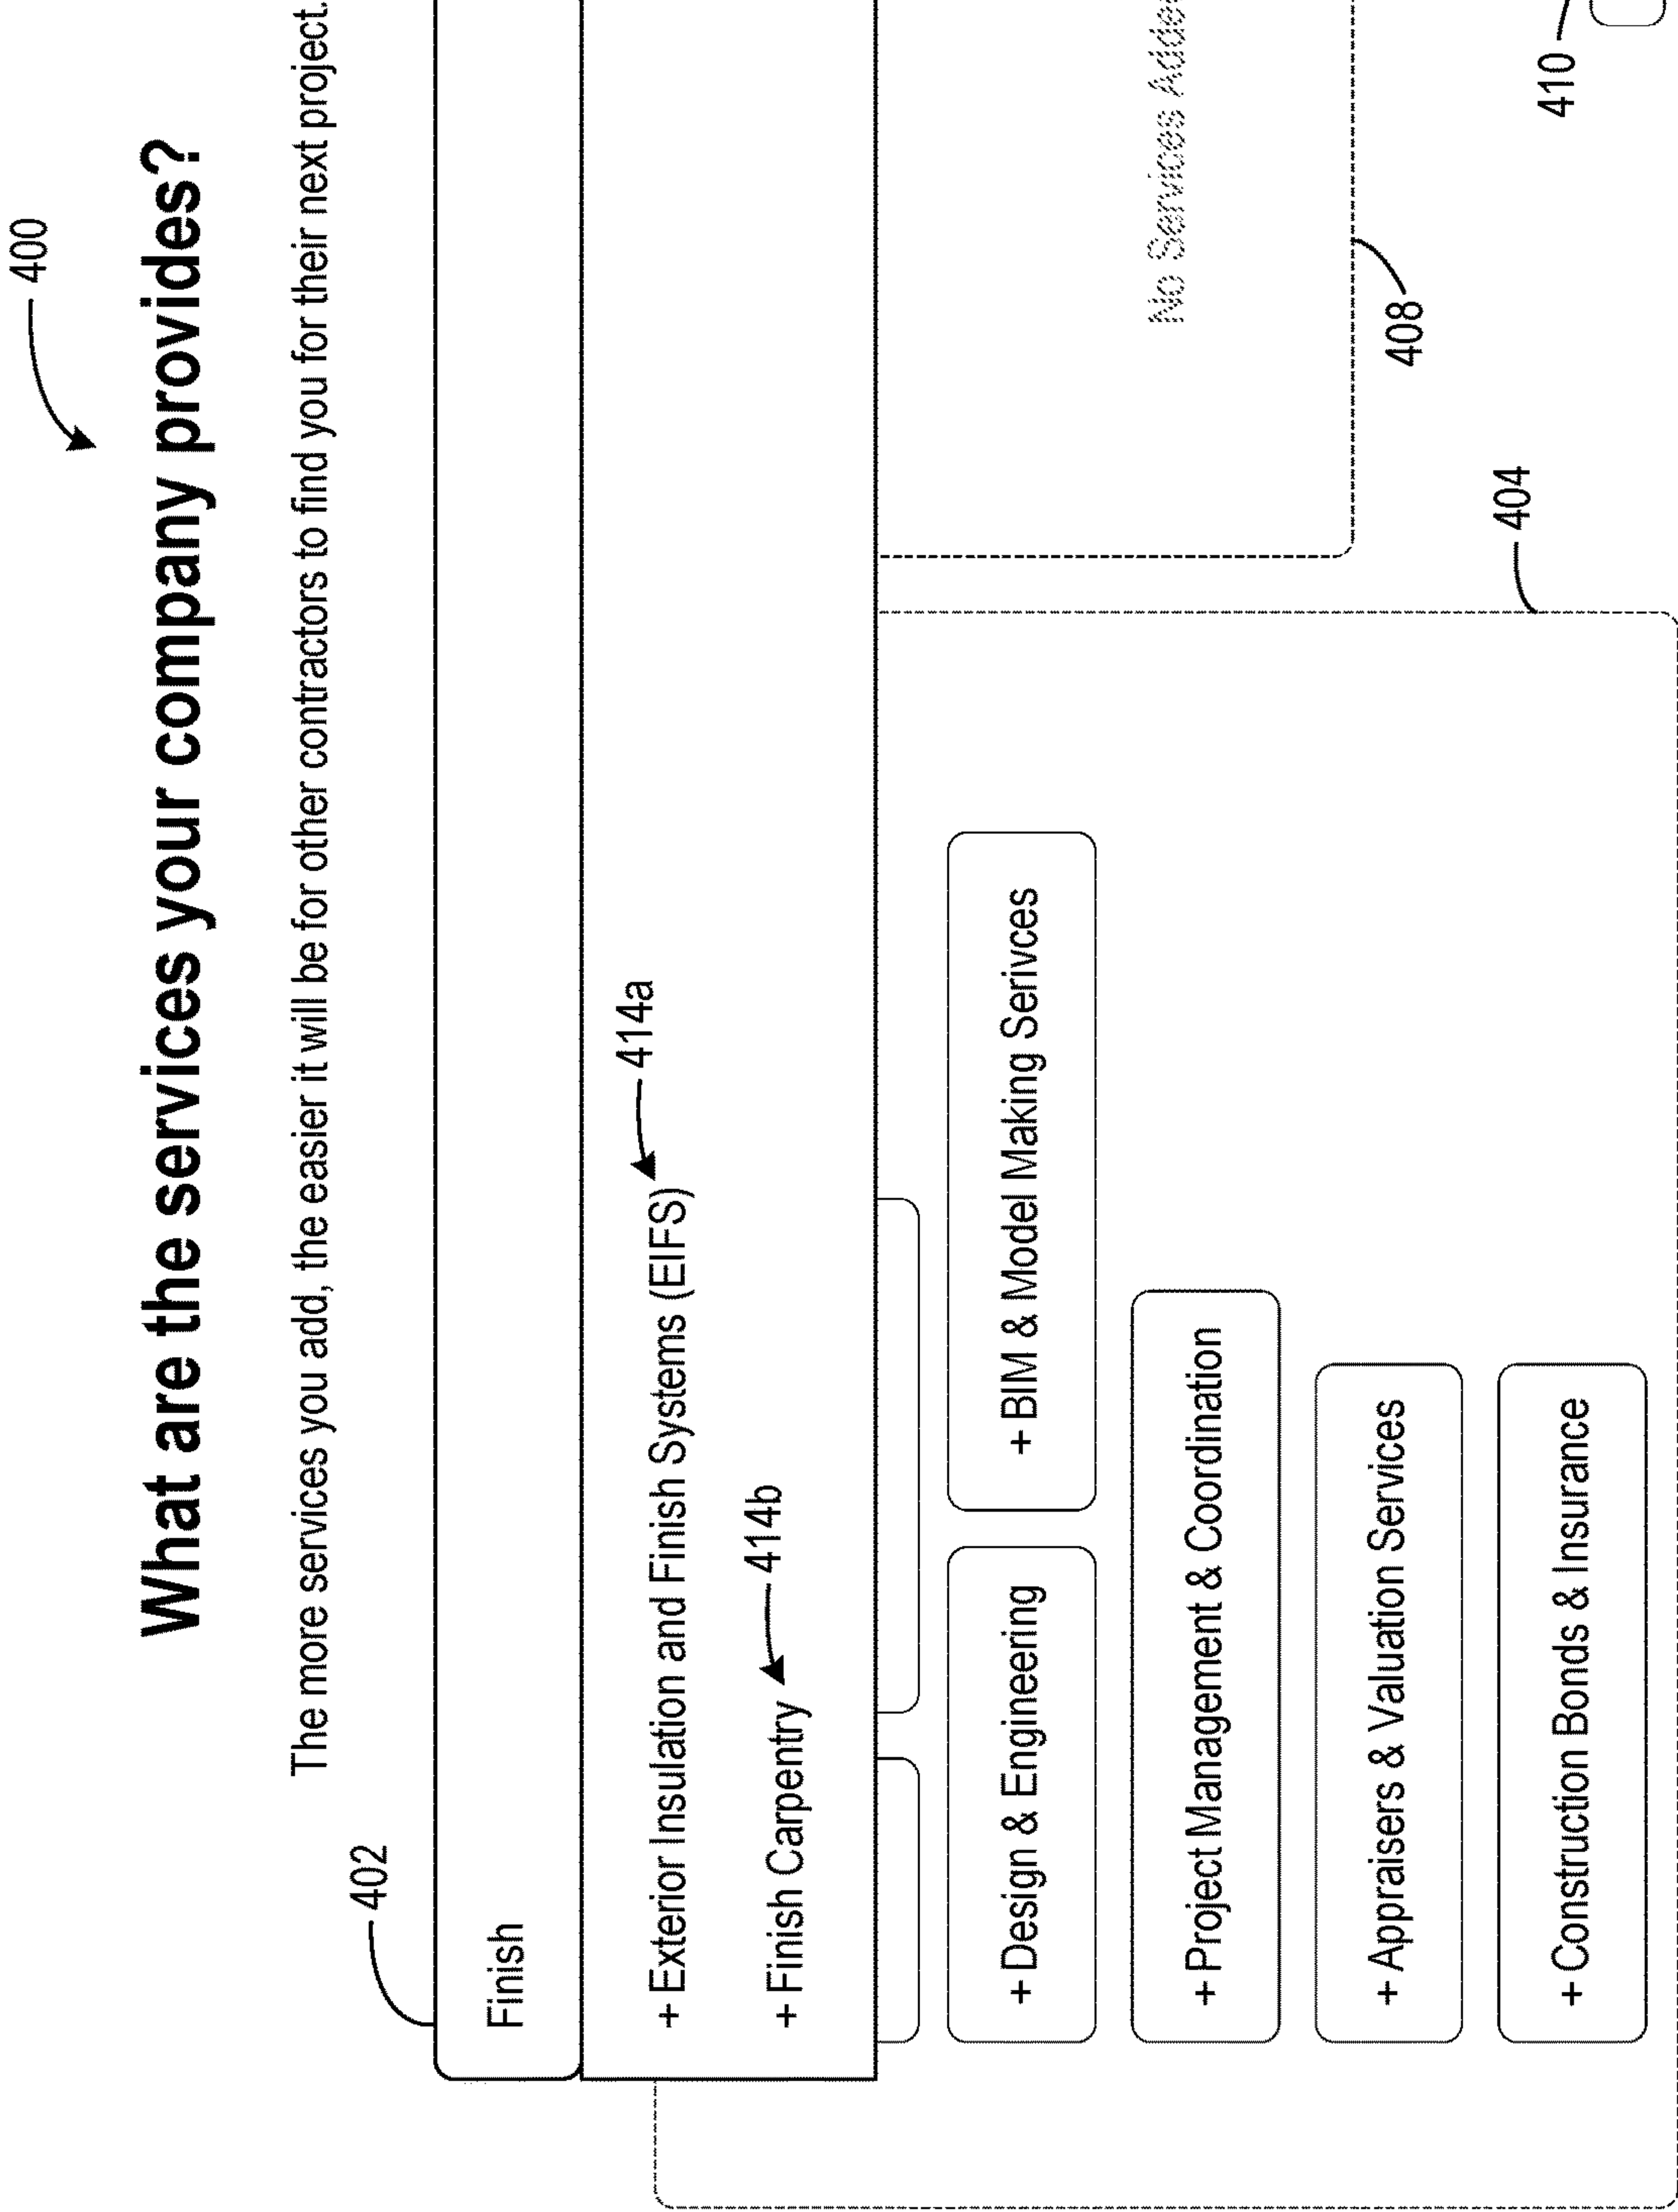 400
What are the services your company provides?
The more services you add, the easier it will be for other contractors to find you for their next project.
402
Finish
+ Exterior Insulation and Finish Systems (EIFS)
414a
+ Finish Carpentry
414b
+ Design & Engineering
+ BIM & Model Making Serivces
+ Project Management & Coordination
+ Appraisers & Valuation Services
+ Construction Bonds & Insurance
No Services Added
408
404
410